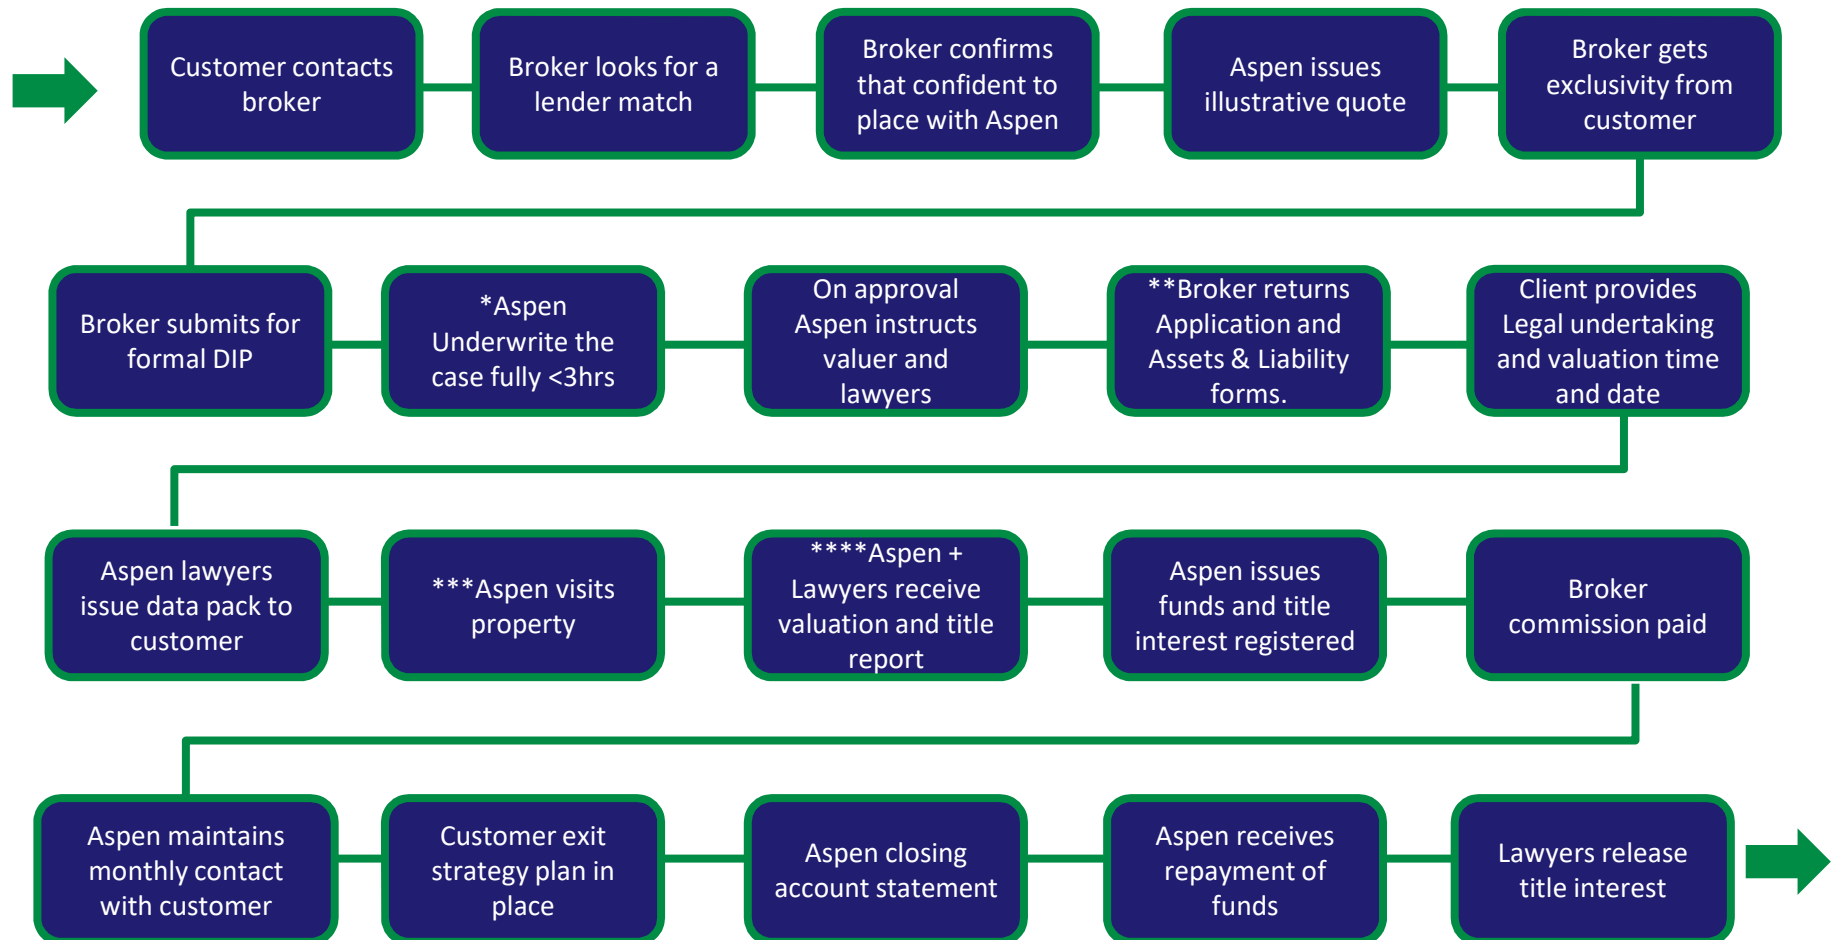 Customer contacts
broker
Broker looks for a
lender match
Broker confirms
that confident to
place with Aspen
Aspen issues
illustrative quote
Broker gets
exclusivity from
customer
Broker submits for
formal DIP
*Aspen
Underwrite the
case fully <3hrs
On approval
Aspen instructs
valuer and
lawyers
**Broker returns
Application and
Assets & Liability
forms.
Client provides
Legal undertaking
and valuation time
and date
Aspen lawyers
issue data pack to
customer
***Aspen visits
property
****Aspen +
Lawyers receive
valuation and title
report
Aspen issues
funds and title
interest registered
Broker
commission paid
Aspen maintains
monthly contact
with customer
Customer exit
strategy plan in
place
Aspen closing
account statement
Aspen receives
repayment of
funds
Lawyers release
title interest